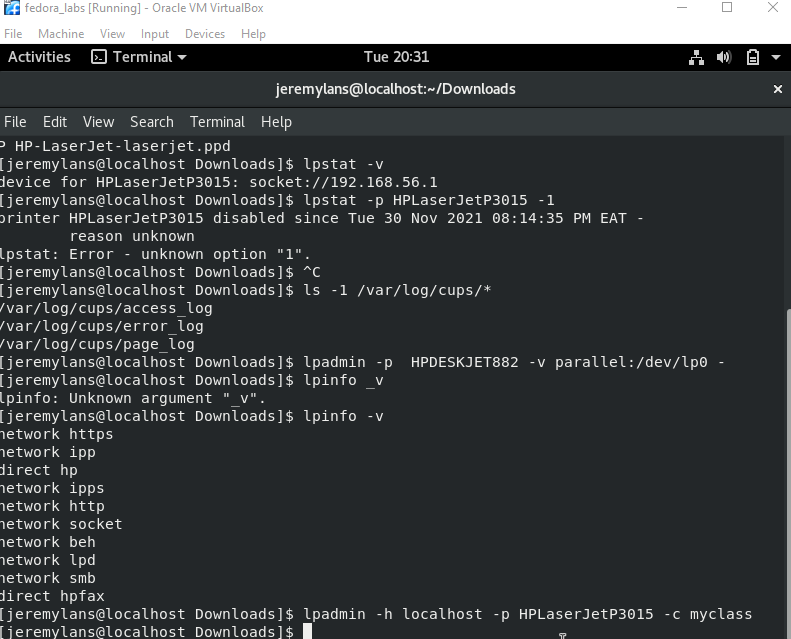 fedora_labs [Running] - Oracle VM VirtualBox
File Machine View Input Devices Help
Activities Terminal Tue 20:31
jeremylans@localhost:~/Downloads
File Edit View Search Terminal Help
P HP-LaserJet-laserjet.ppd
[jeremylans@localhost Downloads]$ lpstat -v
device for HPLaserJetP3015: socket://192.168.56.1
[jeremylans@localhost Downloads]$ lpstat -p HPLaserJetP3015 -1
printer HPLaserJetP3015 disabled since Tue 30 Nov 2021 08:14:35 PM EAT -
reason unknown
lpstat: Error - unknown option "1".
[jeremylans@localhost Downloads]$ ^C
[jeremylans@localhost Downloads]$ ls -1 /var/log/cups/*
/var/log/cups/access_log
/var/log/cups/error_log
/var/log/cups/page_log
[jeremylans@localhost Downloads]$ lpadmin -p  HPDESKJET882 -v parallel:/dev/lp0 -
[jeremylans@localhost Downloads]$ lpinfo _v
lpinfo: Unknown argument "_v".
[jeremylans@localhost Downloads]$ lpinfo -v
network https
network ipp
direct hp
network ipps
network http
network socket
network beh
network lpd
network smb
direct hpfax
[jeremylans@localhost Downloads]$ lpadmin -h localhost -p HPLaserJetP3015 -c myclass
[jeremylans@localhost Downloads]$